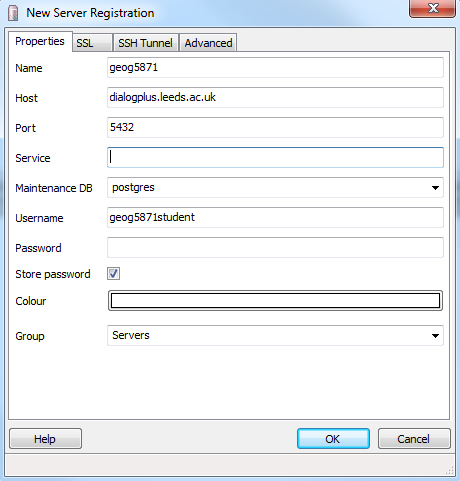 New Server Registration
Properties SSL SSH Tunnel Advanced
Name geog5871
Host dialogplus.leeds.ac.uk
Port 5432
Service
Maintenance DB postgres
Username geog5871student
Password
Store password
Colour
Group Servers
Help OK Cancel